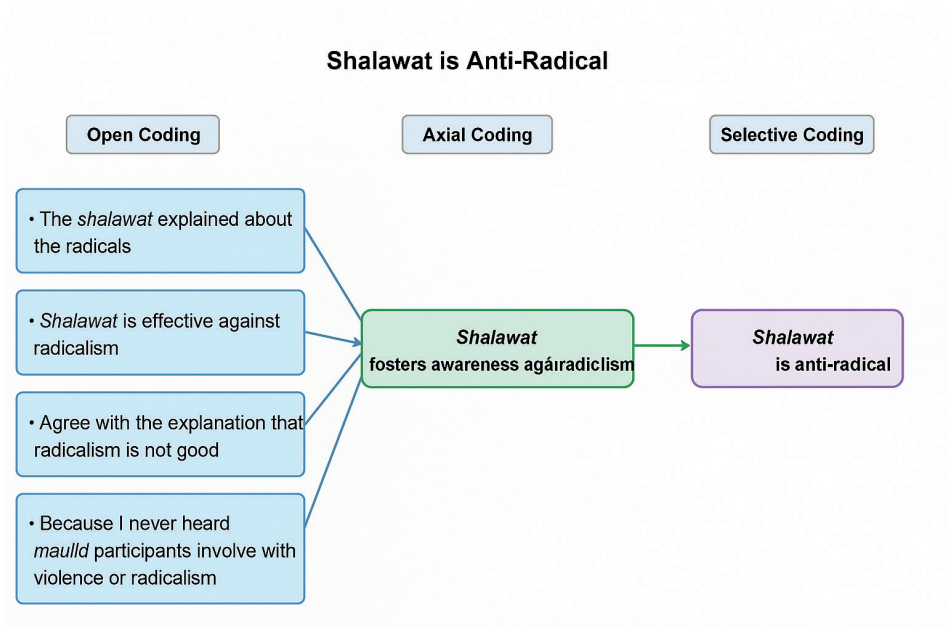 Shalawat is Anti-Radical
Open Coding
Axial Coding
Selective Coding
• The shalawat explained about
the radicals
• Shalawat is effective against
radicalism
• Agree with the explanation that
radicalism is not good
• Because I never heard
maulld participants involve with
violence or radicalism
Shalawat
fosters awareness agáıradiclism
Shalawat
is anti-radical